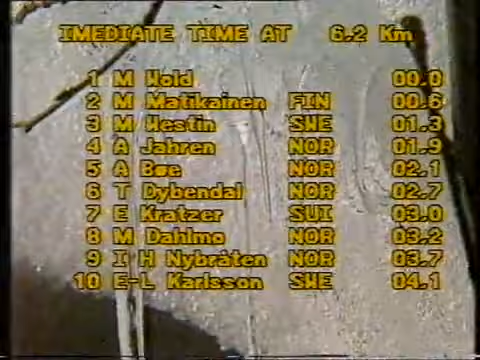 IMEDIATE TIME AT 6.2 Km
1 M Wold 00.0
2 M Matikainen FIN 00.6
3 M Westin SWE 01.3
4 A Jahren NOR 01.9
5 A Bøe NOR 02.1
6 T Dybendal NOR 02.7
7 E Kratzer SUI 03.0
8 M Dahlmo NOR 03.2
9 I H Nybråten NOR 03.7
10 E-L Karlsson SWE 04.1